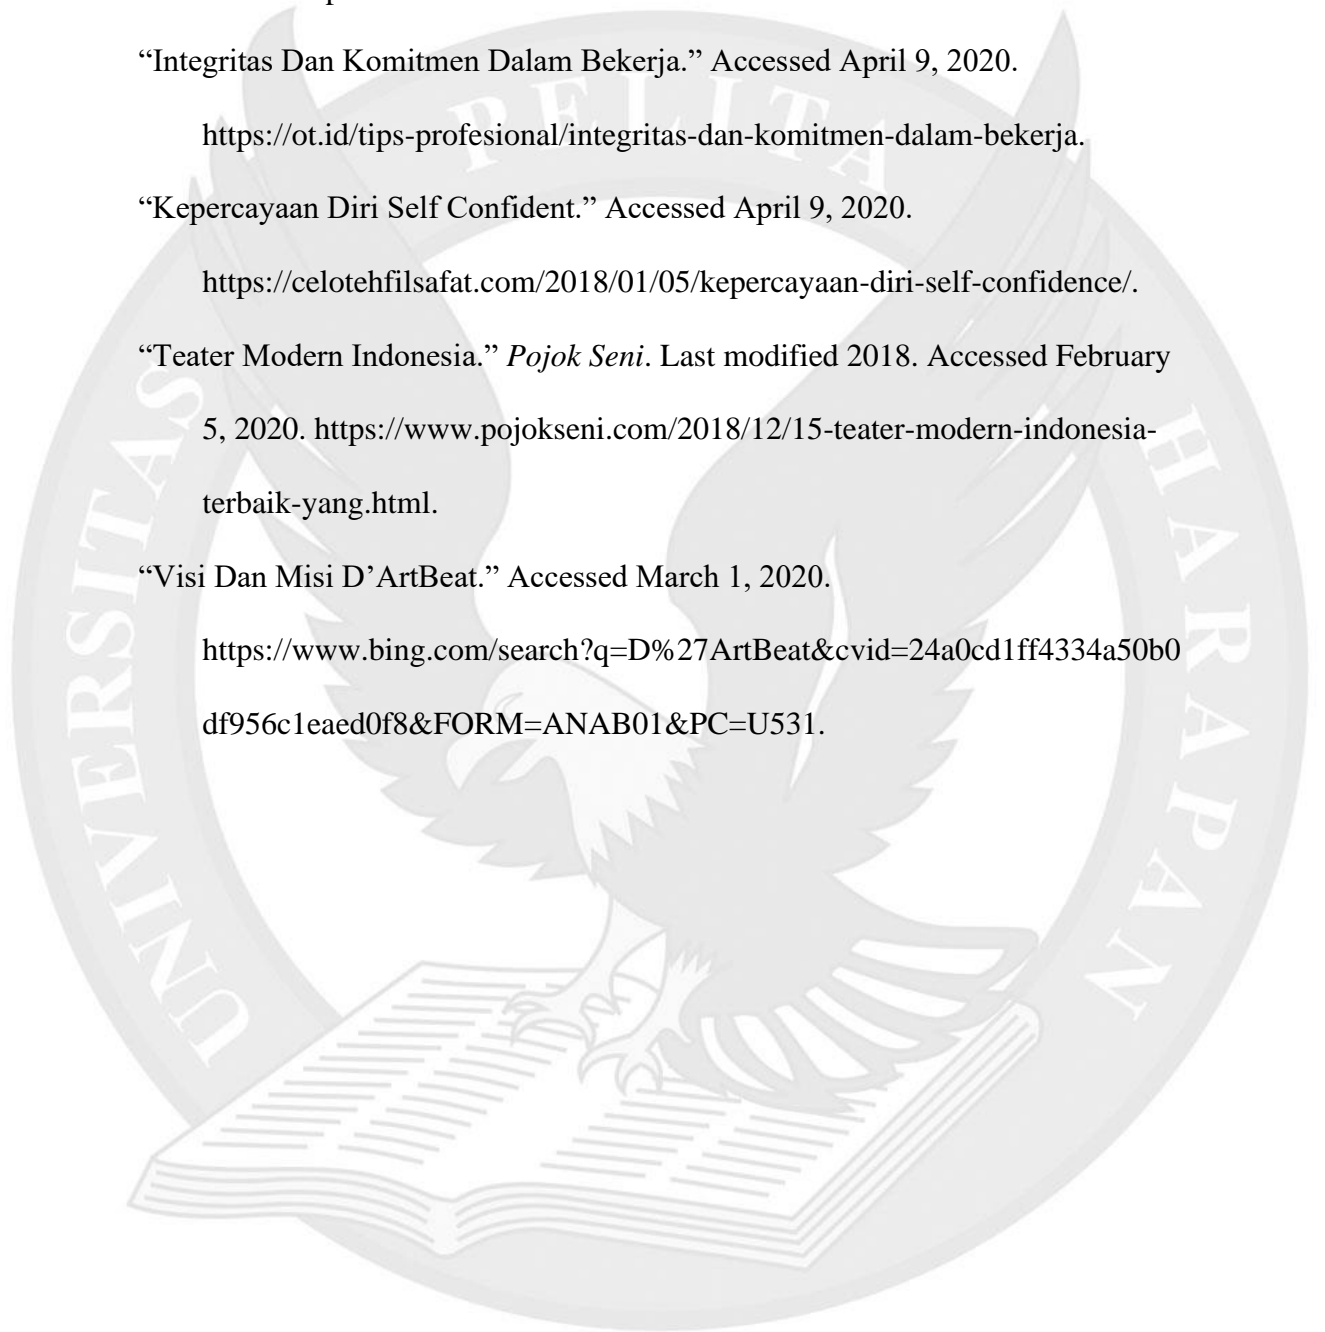 “Integritas Dan Komitmen Dalam Bekerja.” Accessed April 9, 2020.
https://ot.id/tips-profesional/integritas-dan-komitmen-dalam-bekerja.
“Kepercayaan Diri Self Confident.” Accessed April 9, 2020.
https://celotehfilsafat.com/2018/01/05/kepercayaan-diri-self-confidence/.
“Teater Modern Indonesia.” Pojok Seni. Last modified 2018. Accessed February
5, 2020. https://www.pojokseni.com/2018/12/15-teater-modern-indonesia-
terbaik-yang.html.
“Visi Dan Misi D’ArtBeat.” Accessed March 1, 2020.
https://www.bing.com/search?q=D%27ArtBeat&cvid=24a0cd1ff4334a50b0
df956c1eaed0f8&FORM=ANAB01&PC=U531.
UNIVERSITAS PELITA HARAPAN